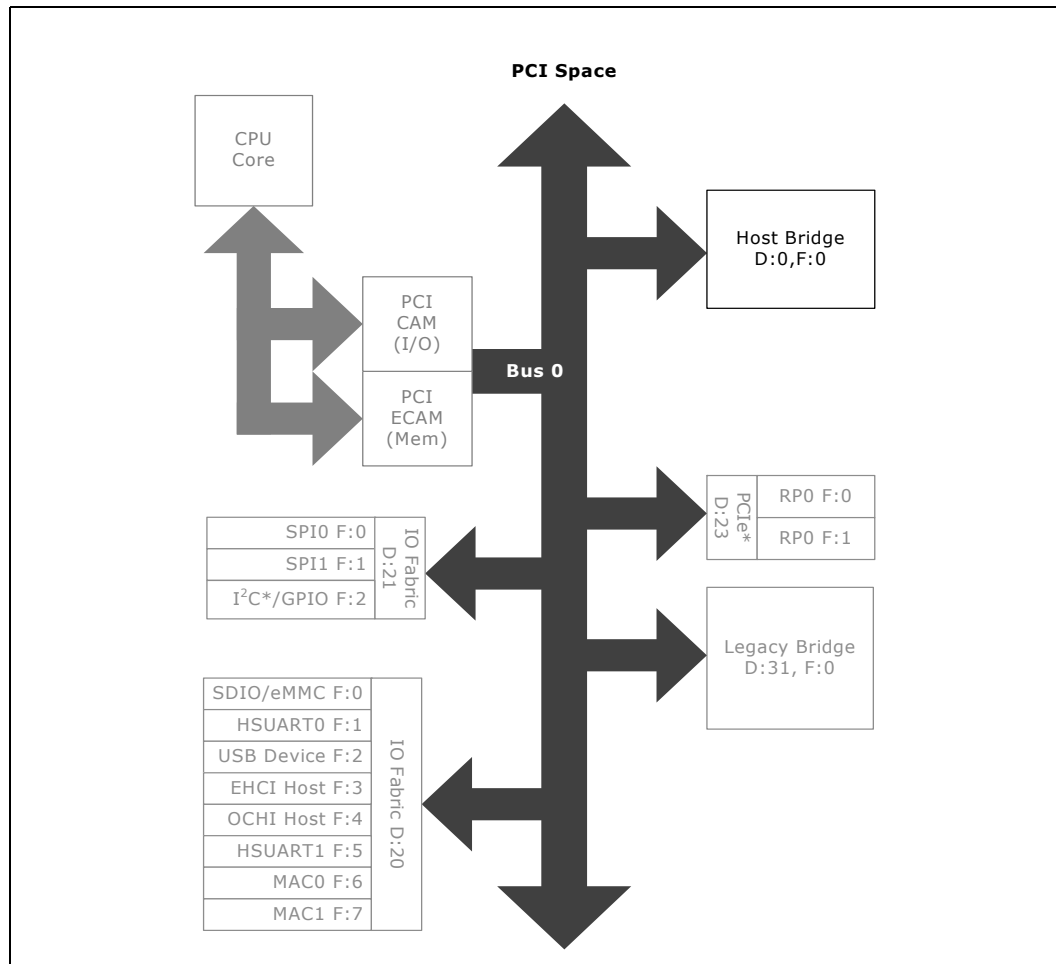 PCI Space
CPU
Core
Host Bridge
D:0,F:0
PCI
CAM
(I/O)
Bus 0
PCI
ECAM
(Mem)
PCIe*
D:23
RP0 F:0
RP0 F:1
SPI0 F:0
SPI1 F:1
I²C*/GPIO F:2
IO Fabric
D:21
Legacy Bridge
D:31, F:0
SDIO/eMMC F:0
HSUART0 F:1
USB Device F:2
EHCI Host F:3
OCHI Host F:4
HSUART1 F:5
MAC0 F:6
MAC1 F:7
IO Fabric D:20